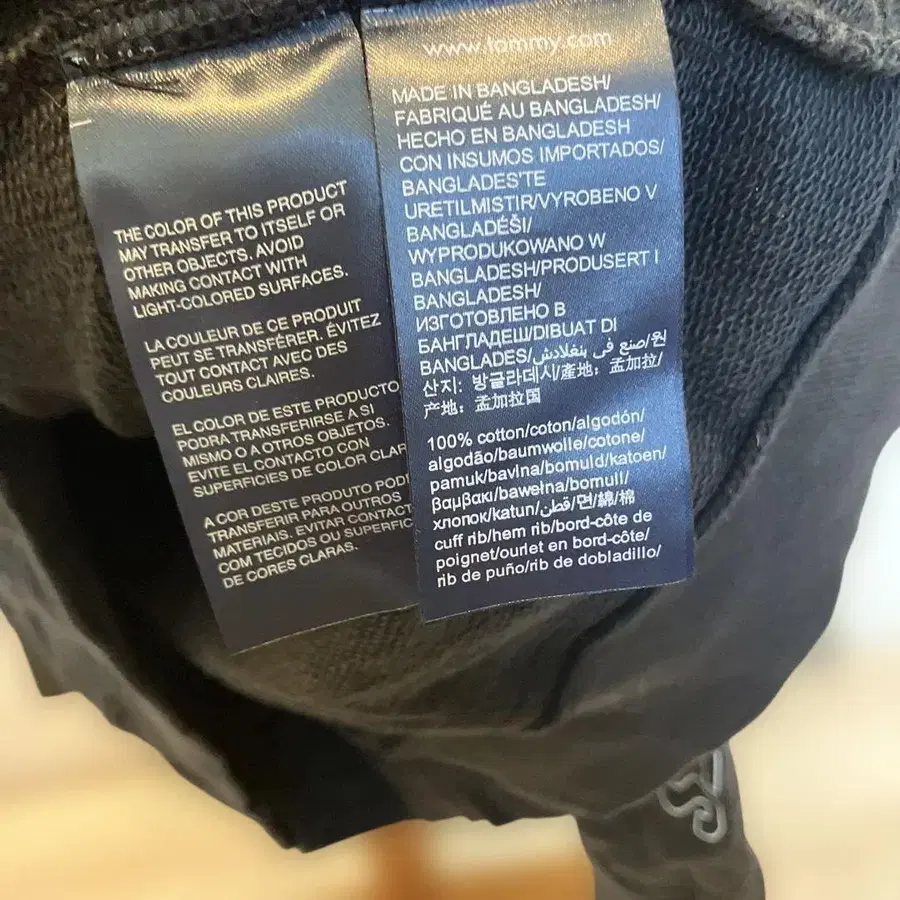 THE COLOR OF THIS PRODUCT
MAY TRANSFER TO ITSELF OR
OTHER OBJECTS. AVOID
MAKING CONTACT WITH
LIGHT-COLORED SURFACES.
LA COULEUR DE CE PRODUIT
PEUT SE TRANSFÉRER. ÉVITEZ
TOUT CONTACT AVEC DES
COULEURS CLAIRES.
EL COLOR DE ESTE PRODUCTO
PODRA TRANSFERIRSE A SI
MISMO O A OTROS OBJETOS.
EVITE EL CONTACTO CON
SUPERFICIES DE COLOR CLAR
A COR DESTE PRODUTO POD
TRANSFERIR PARA OUTROS
MATERIAIS. EVITAR CONTACT
COM TECIDOS OU SUPERFIC
DE CORES CLARAS.
www.tommy.com
MADE IN BANGLADESH/
FABRIQUÉ AU BANGLADESH/
HECHO EN BANGLADESH
CON INSUMOS IMPORTADOS/
BANGLADEŞ'TE
URETILMISTIR/VYROBENO V
BANGLADÉŠI/
WYPRODUKOWANO W
BANGLADESH/PRODUSERT I
BANGLADESH/
ИЗГОТОВЛЕНО В
БАНГЛАДЕШ/DIBUAT DI
BANGLADES/صنع في بنغلادش/원
산지: 방글라데시/產地: 孟加拉/
产地: 孟加拉国
100% cotton/coton/algodón/
algodão/baumwolle/cotone/
pamuk/bavlna/bomuld/katoen/
βαμβακι/bawełna/bomull/
хлопок/katun/قطن/면/綿/棉
cuff rib/hem rib/bord-côte de
poignet/ourlet en bord-côte/
rib de puño/rib de dobladillo/